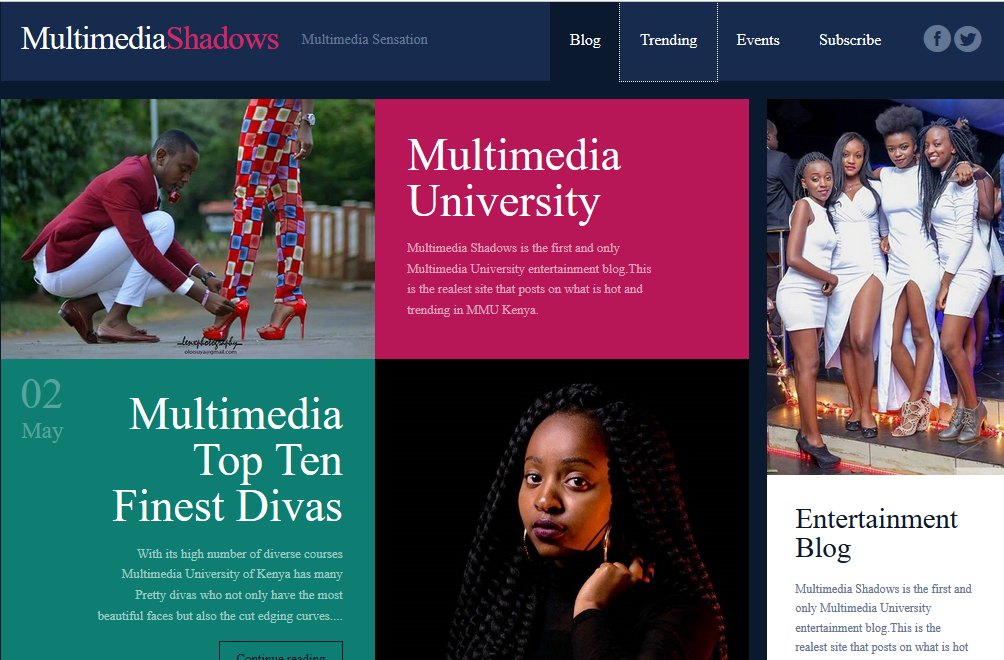 MultimediaShadows Multimedia Sensation Blog Trending Events Subscribe
Multimedia
University
Multimedia Shadows is the first and only
Multimedia University entertainment blog.This
is the realest site that posts on what is hot and
trending in MMU Kenya.
02
May
Multimedia
Top Ten
Finest Divas
With its high number of diverse courses
Multimedia University of Kenya has many
Pretty divas who not only have the most
beautiful faces but also the cut edging curves....
Continue reading
Entertainment
Blog
Multimedia Shadows is the first and
only Multimedia University
entertainment blog.This is the
realest site that posts on what is hot